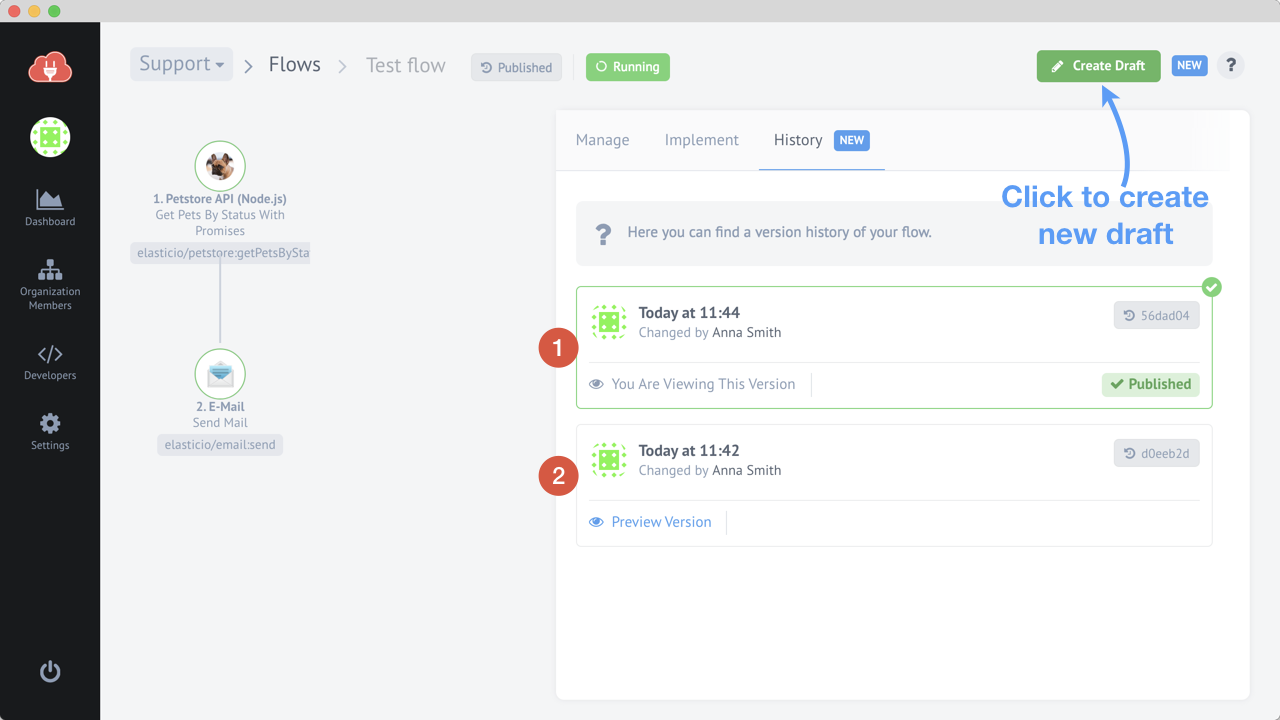 Support
Flows
Test flow
Published
Running
Create Draft
NEW
?
Dashboard
Organization
Members
Developers
Settings
1. Petstore API (Node.js)
Get Pets By Status With
Promises
elasticio/petstore:getPetsBySta
2. E-Mail
Send Mail
elasticio/email:send
Manage
Implement
History
NEW
Click to create
new draft
?
Here you can find a version history of your flow.
1
Today at 11:44
Changed by Anna Smith
56dad04
You Are Viewing This Version
Published
2
Today at 11:42
Changed by Anna Smith
d0eeb2d
Preview Version